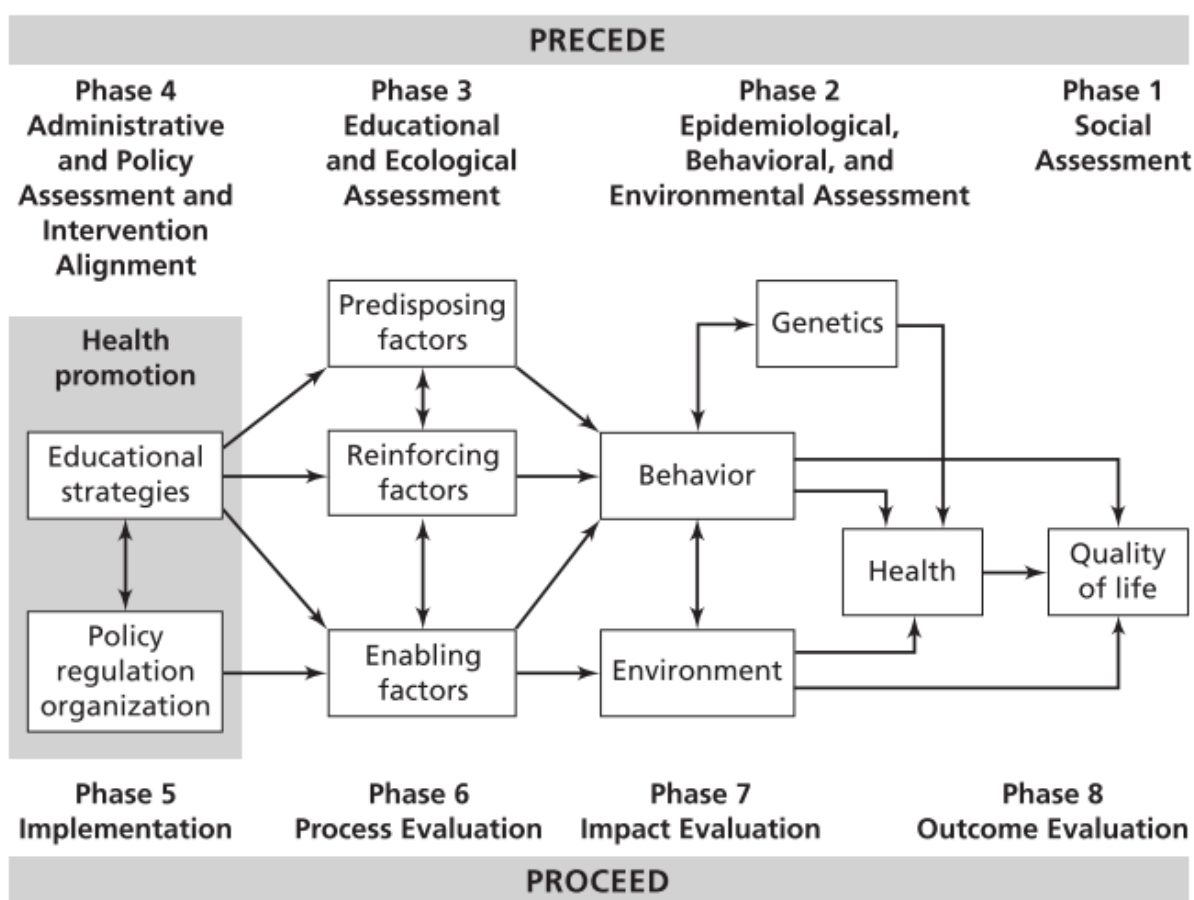 PRECEDE
Phase 4
Administrative
and Policy
Assessment and
Intervention
Alignment
Phase 3
Educational
and Ecological
Assessment
Phase 2
Epidemiological,
Behavioral, and
Environmental Assessment
Phase 1
Social
Assessment
Health
promotion
Educational
strategies
Policy
regulation
organization
Predisposing
factors
Reinforcing
factors
Enabling
factors
Genetics
Behavior
Environment
Health
Quality
of life
Phase 5
Implementation
Phase 6
Process Evaluation
Phase 7
Impact Evaluation
Phase 8
Outcome Evaluation
PROCEED